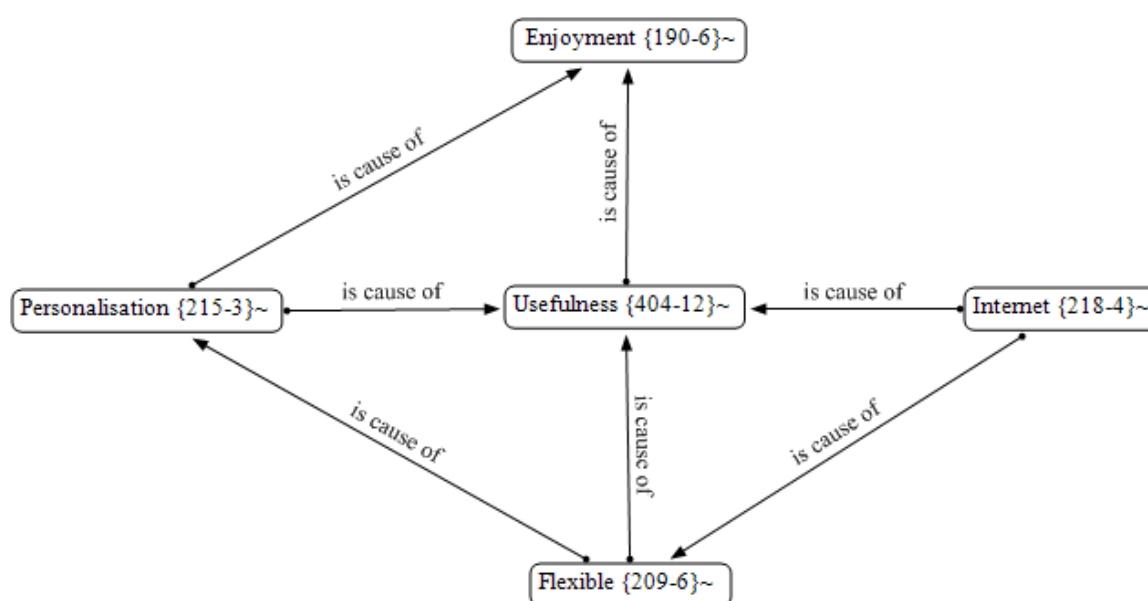 Enjoyment {190-6}~
is cause of
is cause of
Personalisation {215-3}~
is cause of
Usefulness {404-12}~
is cause of
Internet {218-4}~
is cause of
is cause of
is cause of
Flexible {209-6}~